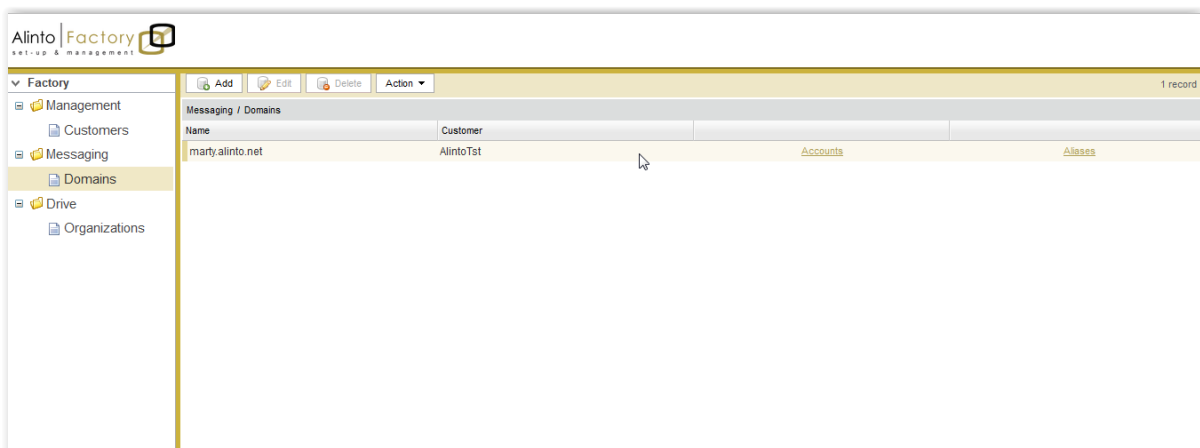 Alinto Factory
set-up & management
Factory
Add Edit Delete Action 1 record
Management
Messaging / Domains
Customers
Name Customer
Messaging
marty.alinto.net AlintoTst Accounts Aliases
Domains
Drive
Organizations